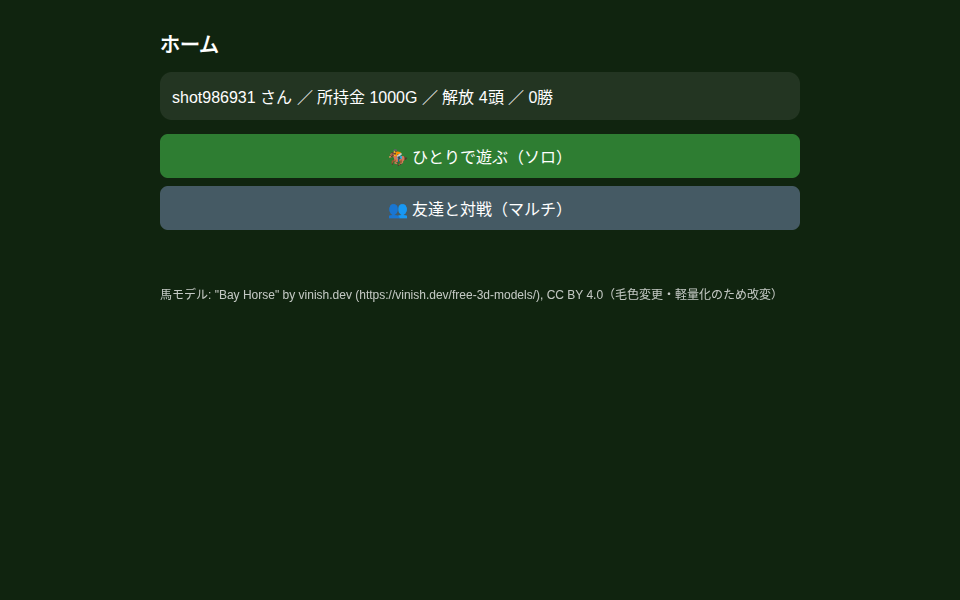 ホーム
shot986931 さん ／ 所持金 1000G ／ 解放 4頭 ／ 0勝
🏇 ひとりで遊ぶ（ソロ）
👥 友達と対戦（マルチ）
馬モデル: "Bay Horse" by vinish.dev (https://vinish.dev/free-3d-models/), CC BY 4.0（毛色変更・軽量化のため改変）